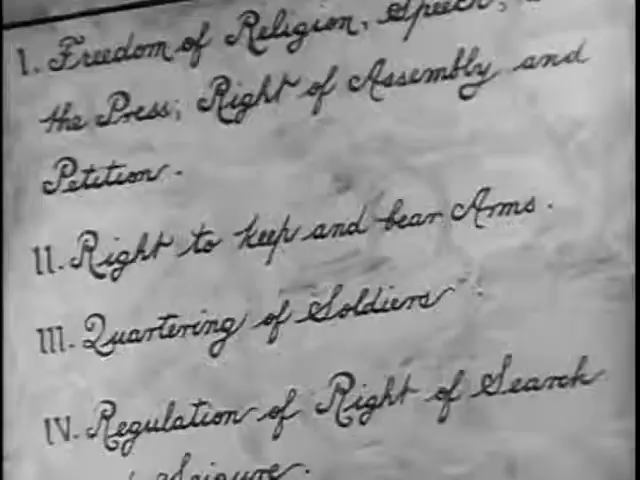 I. Freedom of Religion, Speech,
the Press; Right of Assembly and
Petition.
II. Right to keep and bear Arms.
III. Quartering of Soldiers.
IV. Regulation of Right of Search
Seizure.